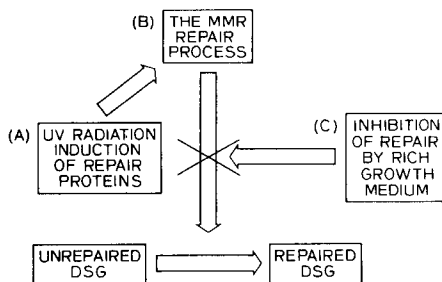 (B)
THE MMR
REPAIR
PROCESS
(A)
UV RADIATION
INDUCTION
OF REPAIR
PROTEINS
(C)
INHIBITION
OF REPAIR
BY RICH
GROWTH
MEDIUM
UNREPAIRED
DSG
REPAIRED
DSG